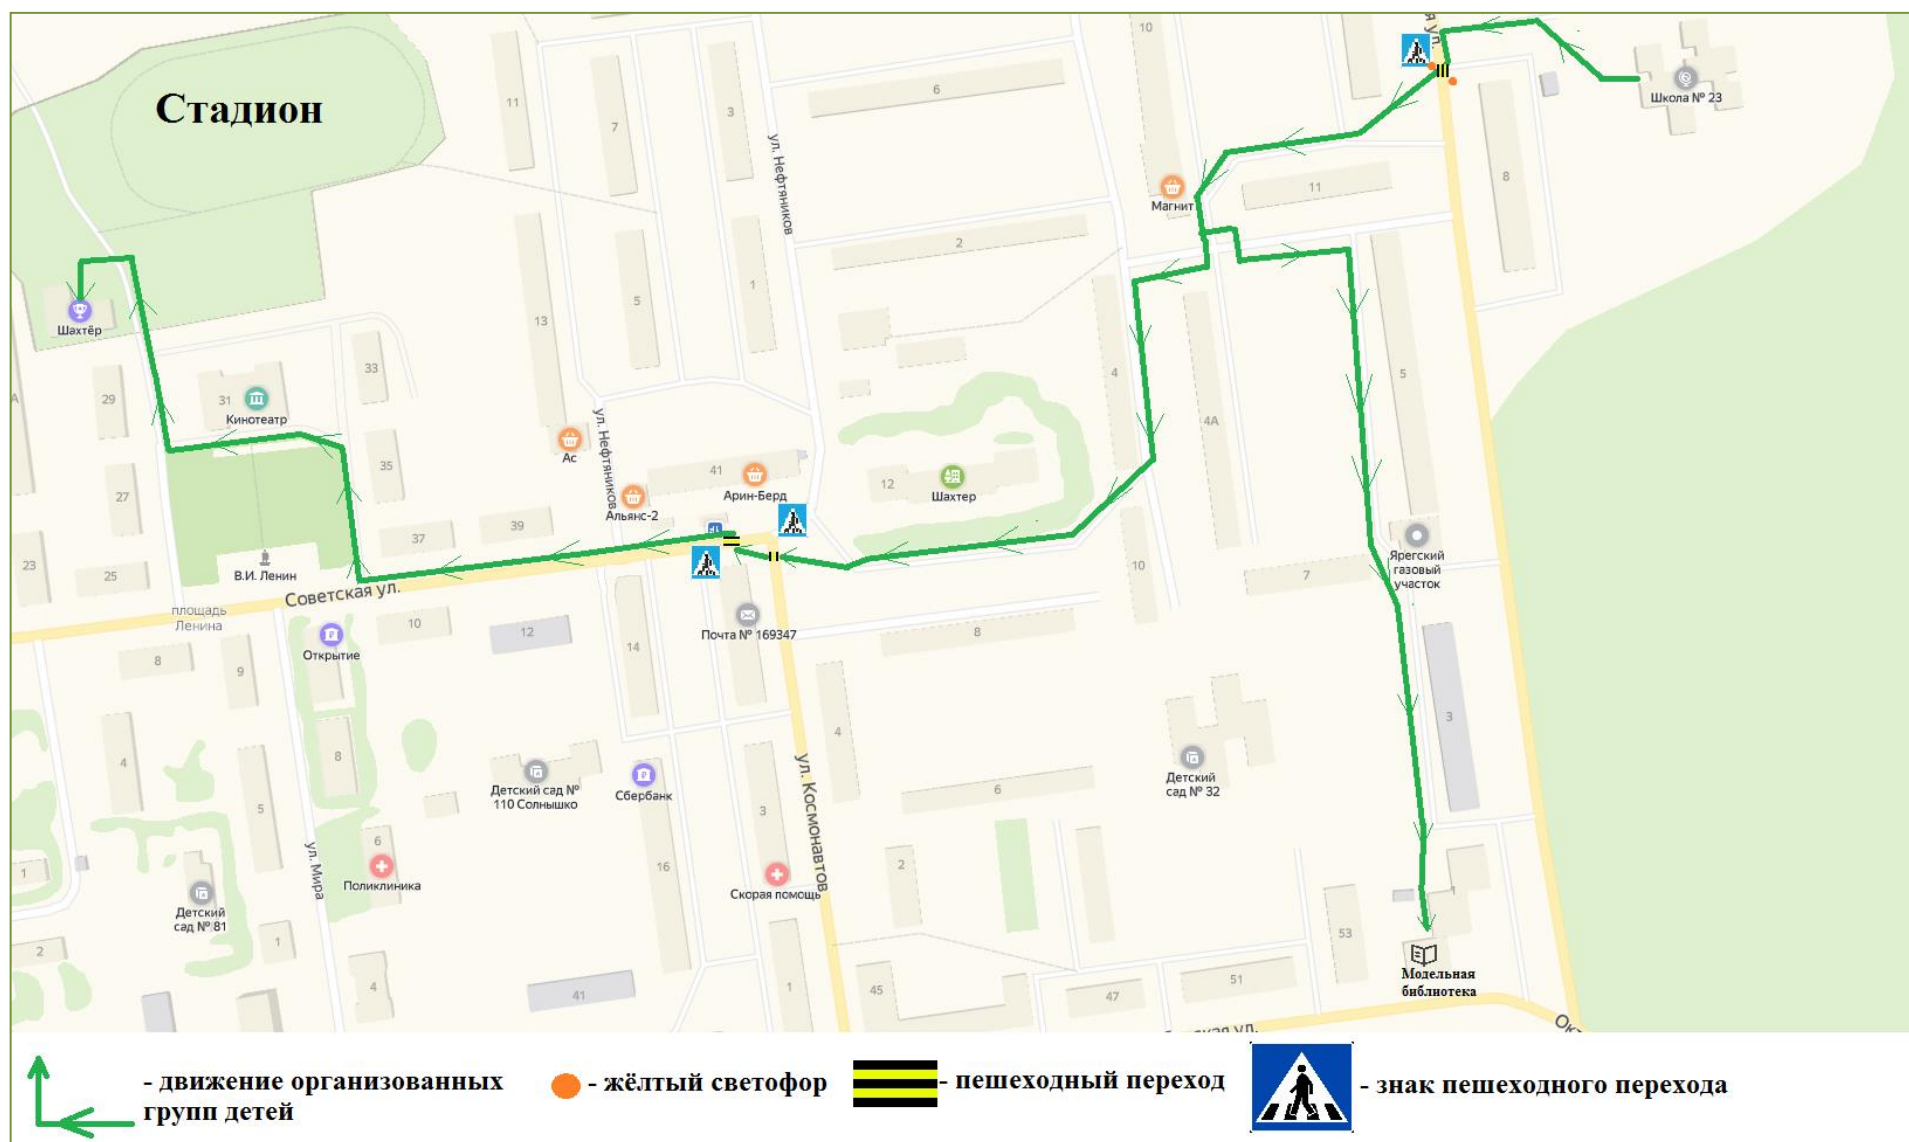 Стадион
11
7
3
6
10
я ул.
Школа № 23
8
11
Магнит
ул. Нефтяников
2
1
5
13
Шахтёр
33
29
31
Кинотеатр
35
27
Ас
ул. Нефтяников
41
Арин-Берд
Альянс-2
12
Шахтер
4
4А
5
37
39
23
25
В.И. Ленин
Советская ул.
площадь
Ленина
10
12
Открытие
8
9
14
Почта № 169347
8
10
7
Ярегский
газовый
участок
4
8
5
4
3
Детский сад №
110 Солнышко
Сбербанк
3
6
Детский
сад № 32
ул. Космонавтов
ул. Мира
6
Поликлиника
16
Скорая помощь
2
1
1
Детский
сад № 81
2
1
4
41
1
45
47
51
53
Модельная
библиотека
- движение организованных
групп детей
- жёлтый светофор
- пешеходный переход
- знак пешеходного перехода